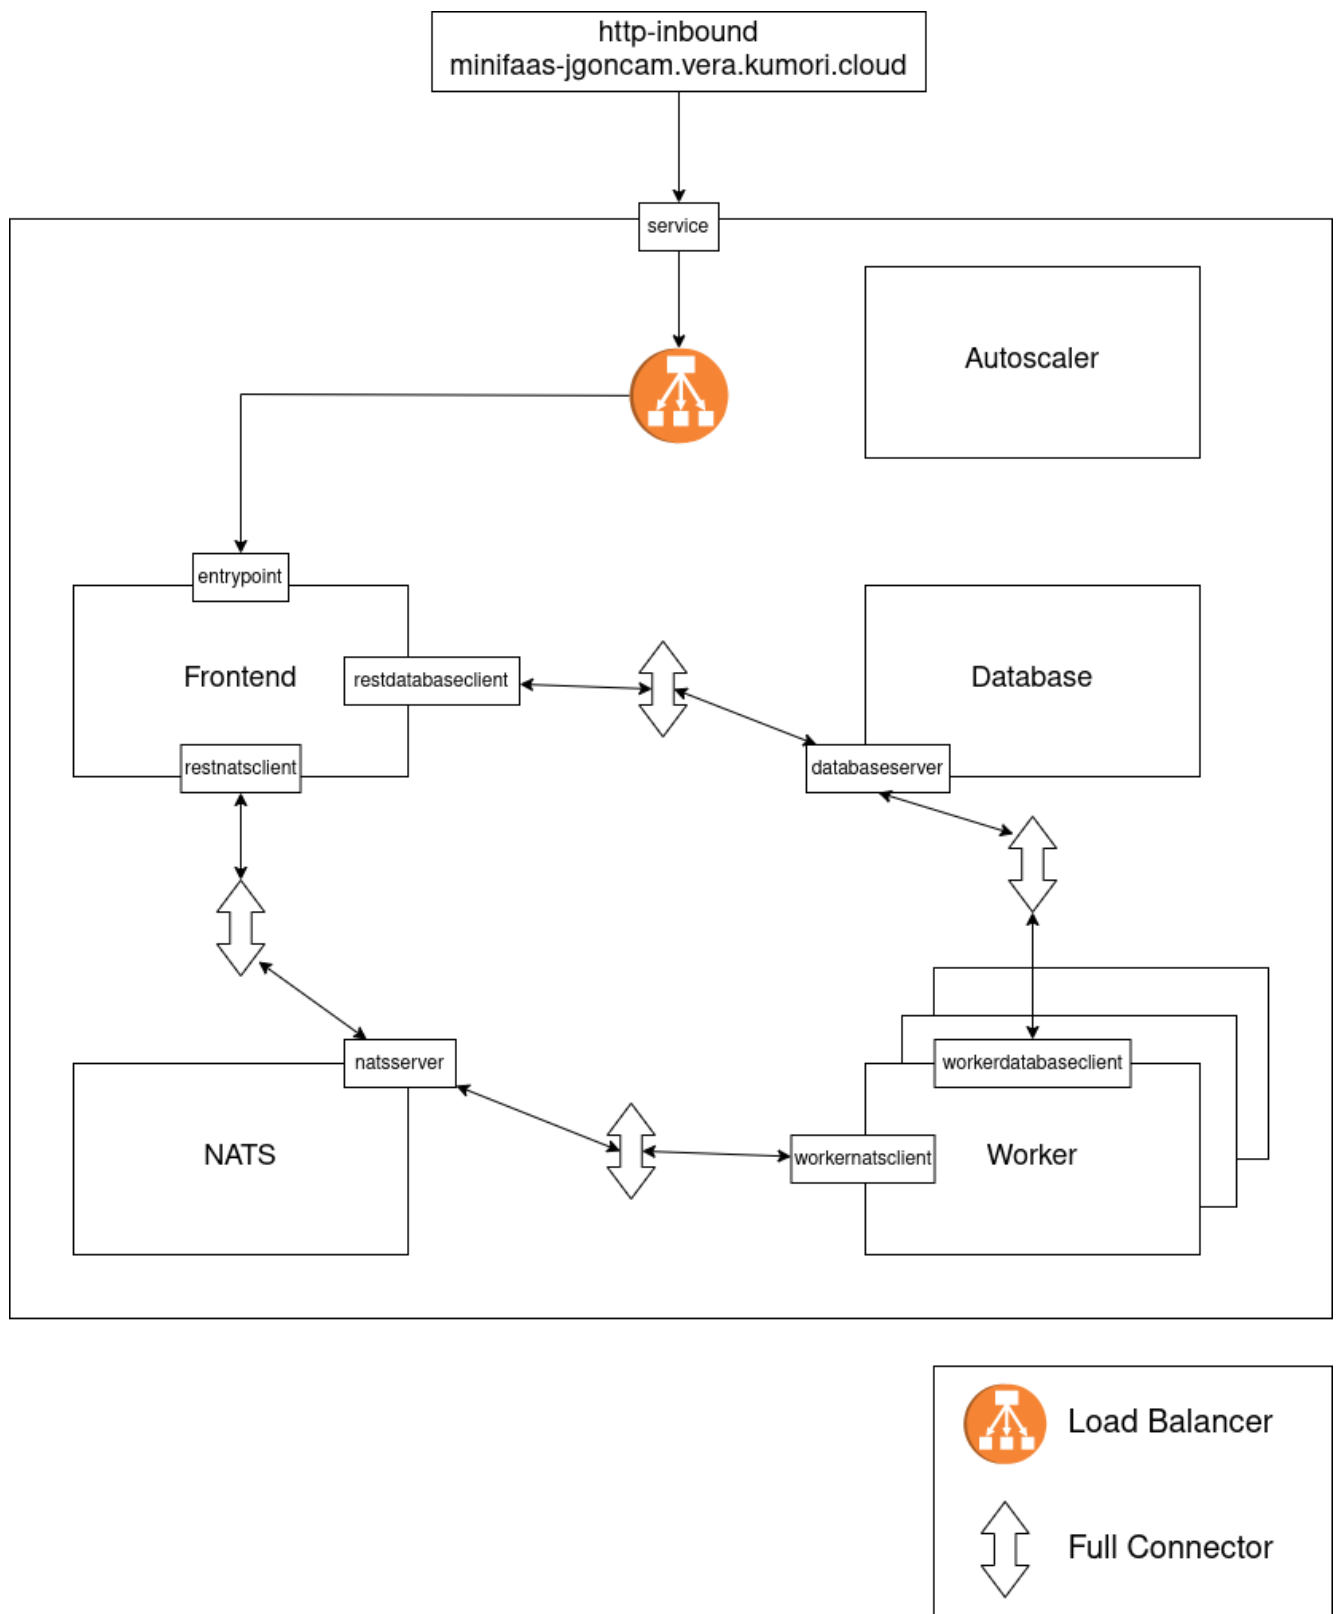 http-inbound
minifaas-jgoncam.vera.kumori.cloud
service
Autoscaler
entrypoint
Frontend
restdatabaseclient
Database
restnatsclient
databaseserver
natsserver
workerdatabaseclient
NATS
workernatsclient
Worker
Load Balancer
Full Connector